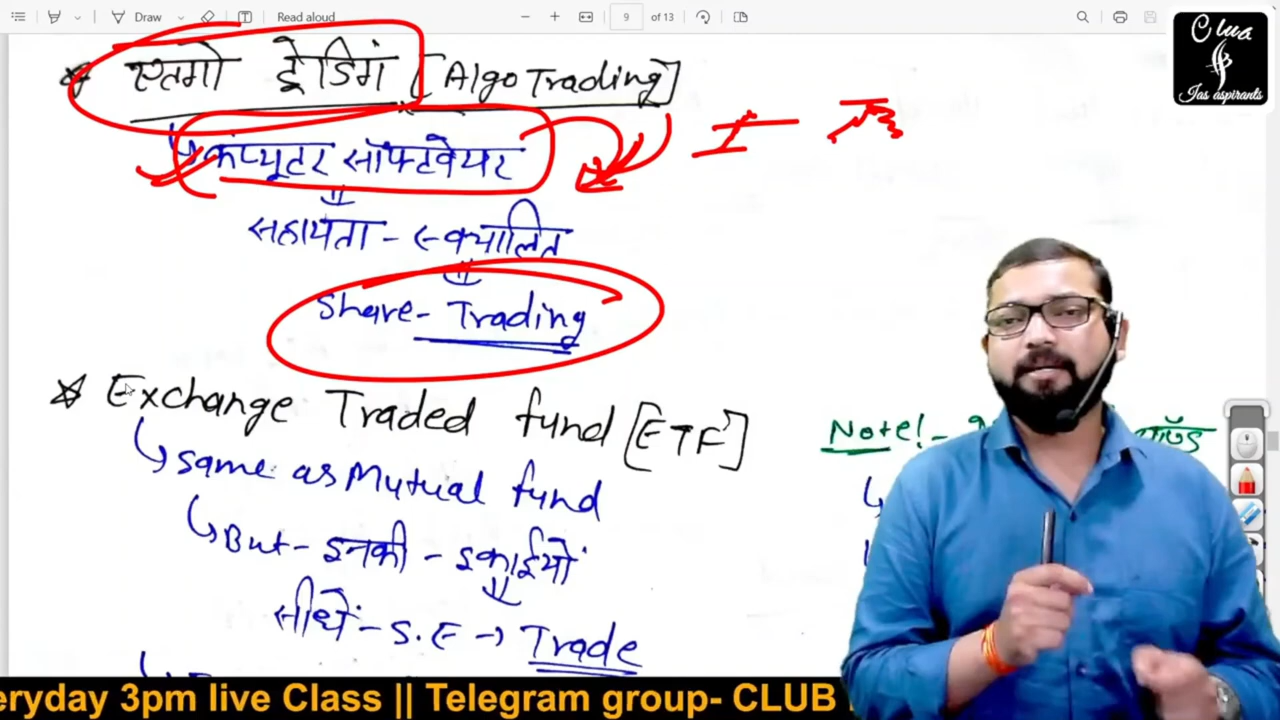 Draw
Read aloud
9 of 13
Clua
Ias aspirants
एलगो ट्रेडिगं [Algo Trading]
कंप्यूटर सॉफ्टवेयर
सहायता - स्वचालित
Share - Trading
Exchange Traded fund [ETF]
same as Mutual fund
But - इनकी - इकाईयों
सीधे - S.E → Trade
Note! -
eryday 3pm live Class || Telegram group- CLUB